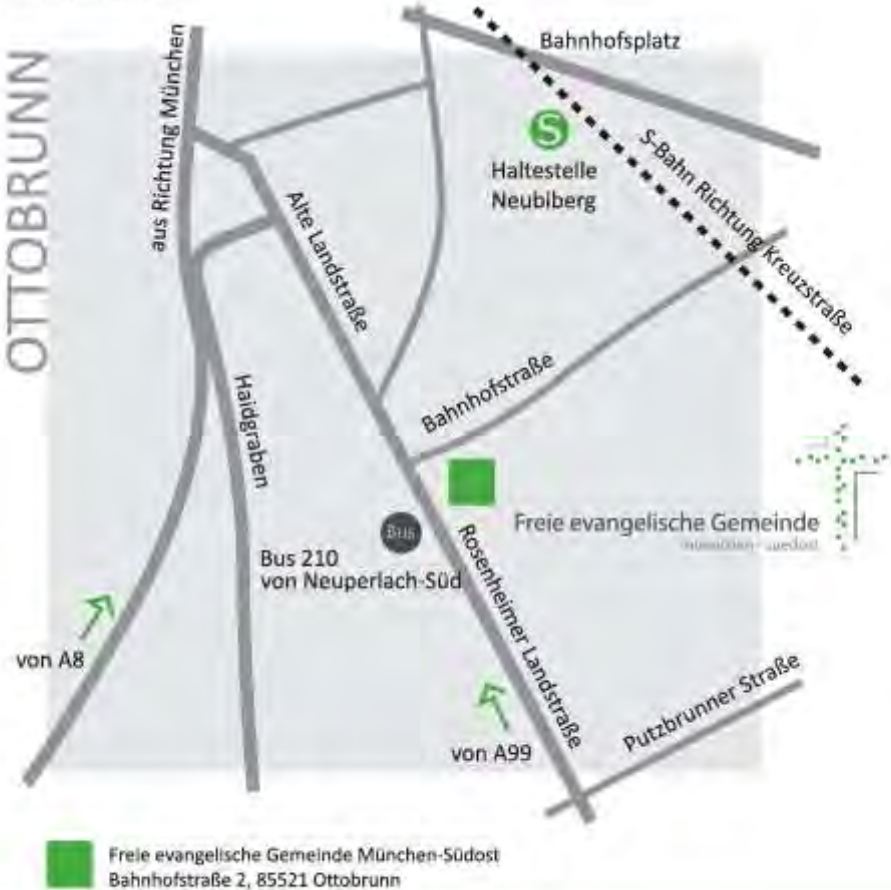 OTTOBRUNN
aus Richtung München
Bahnhofsplatz
S
Haltestelle
Neubiberg
S-Bahn Richtung Kreuzstraße
Alte Landstraße
Bahnhofstraße
Haidgraben
Bus
Bus 210
von Neuperlach-Süd
Freie evangelische Gemeinde
Rosenheimer Landstraße
von A8
von A99
Putzbrunner Straße
Freie evangelische Gemeinde München-Südost
Bahnhofstraße 2, 85521 Ottobrunn